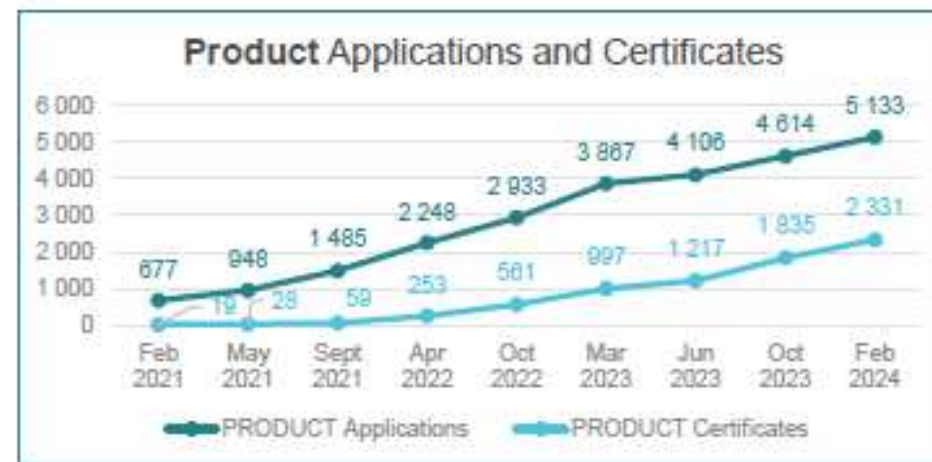 Product Applications and Certificates
6 000
5 000
4 000
3 000
2 000
1 000
0
677
948
1 485
2 248
2 933
3 867
4 106
4 614
5 133
19
28
59
253
561
997
1 217
1 835
2 331
Feb 2021
May 2021
Sept 2021
Apr 2022
Oct 2022
Mar 2023
Jun 2023
Oct 2023
Feb 2024
PRODUCT Applications
PRODUCT Certificates